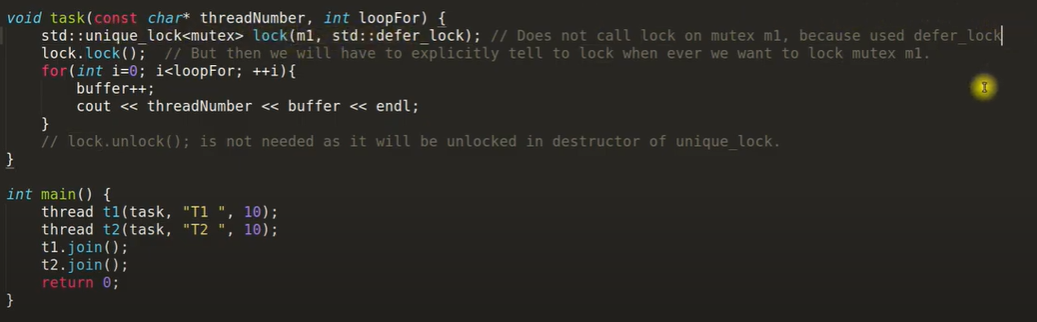 void task(const char* threadNumber, int loopFor) {
    std::unique_lock<mutex> lock(m1, std::defer_lock); // Does not call lock on mutex m1, because used defer_lock
    lock.lock();  // But then we will have to explicitly tell to lock when ever we want to lock mutex m1.
    for(int i=0; i<loopFor; ++i){
        buffer++;
        cout << threadNumber << buffer << endl;
    }
    // lock.unlock(); is not needed as it will be unlocked in destructor of unique_lock.
}
int main() {
    thread t1(task, "T1 ", 10);
    thread t2(task, "T2 ", 10);
    t1.join();
    t2.join();
    return 0;
}